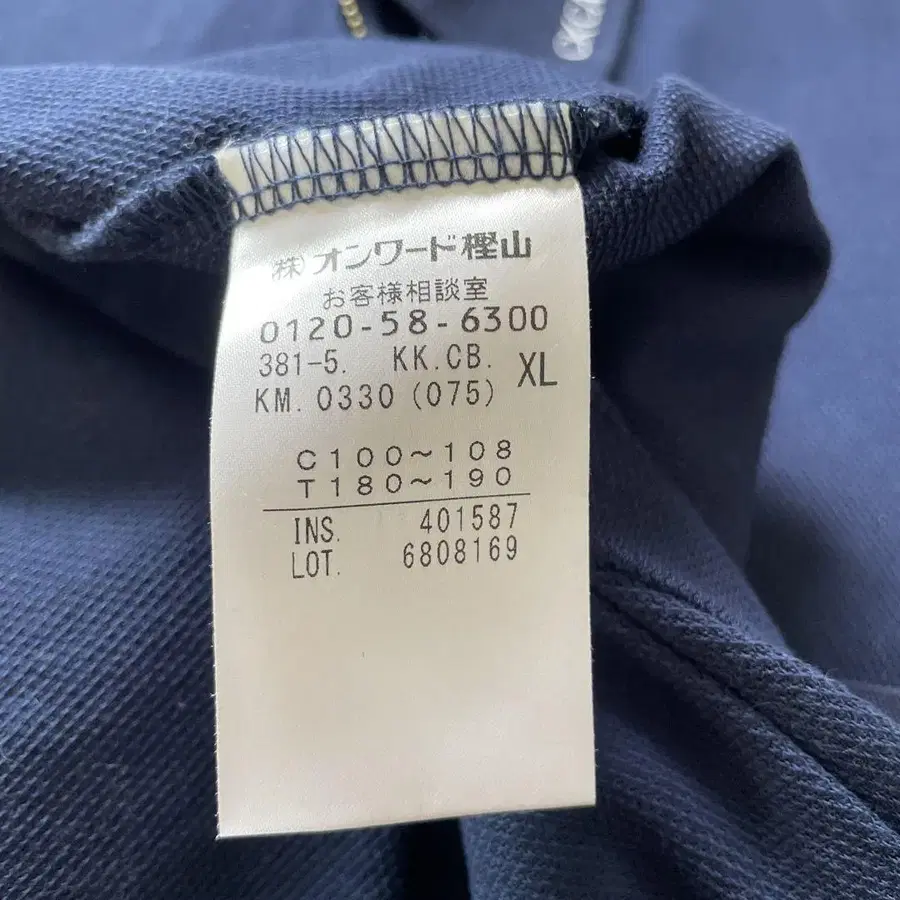 (株)オンワード樫山
お客様相談室
0120-58-6300
381-5. KK.CB. XL
KM. 0330 (075)
C100～108
T180～190
INS. 401587
LOT. 6808169